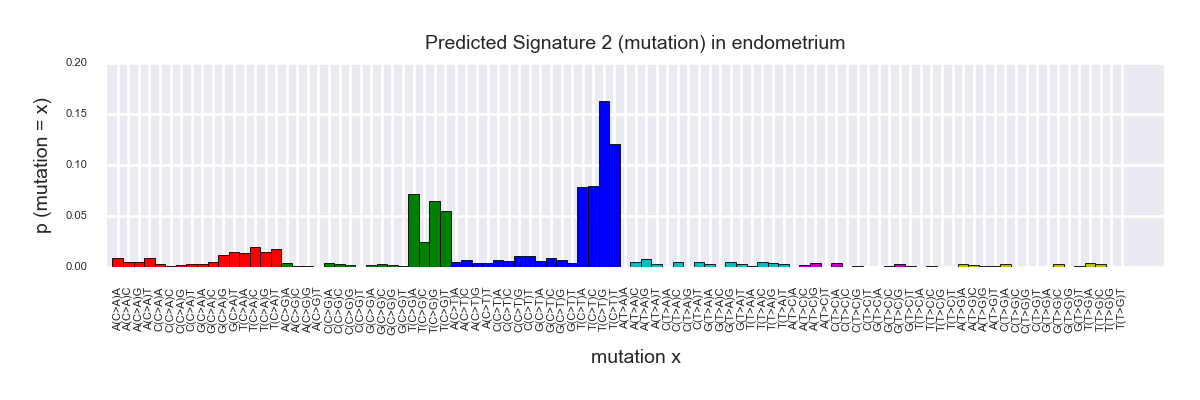 Predicted Signature 2 (mutation) in endometrium
p (mutation = x)
0.20
0.15
0.10
0.05
0.00
A(C>A)A
A(C>A)C
A(C>A)G
A(C>A)T
C(C>A)A
C(C>A)C
C(C>A)G
C(C>A)T
G(C>A)A
G(C>A)C
G(C>A)G
G(C>A)T
T(C>A)A
T(C>A)C
T(C>A)G
T(C>A)T
A(C>G)A
A(C>G)C
A(C>G)G
A(C>G)T
C(C>G)A
C(C>G)C
C(C>G)G
C(C>G)T
G(C>G)A
G(C>G)C
G(C>G)G
G(C>G)T
T(C>G)A
T(C>G)C
T(C>G)G
T(C>G)T
A(C>T)A
A(C>T)C
A(C>T)G
A(C>T)T
C(C>T)A
C(C>T)C
C(C>T)G
C(C>T)T
G(C>T)A
G(C>T)C
G(C>T)G
G(C>T)T
T(C>T)A
T(C>T)C
T(C>T)G
T(C>T)T
A(T>A)A
A(T>A)C
A(T>A)G
A(T>A)T
C(T>A)A
C(T>A)C
C(T>A)G
C(T>A)T
G(T>A)A
G(T>A)C
G(T>A)G
G(T>A)T
T(T>A)A
T(T>A)C
T(T>A)G
T(T>A)T
A(T>C)A
A(T>C)C
A(T>C)G
A(T>C)T
C(T>C)A
C(T>C)C
C(T>C)G
C(T>C)T
G(T>C)A
G(T>C)C
G(T>C)G
G(T>C)T
T(T>C)A
T(T>C)C
T(T>C)G
T(T>C)T
A(T>G)A
A(T>G)C
A(T>G)G
A(T>G)T
C(T>G)A
C(T>G)C
C(T>G)G
C(T>G)T
G(T>G)A
G(T>G)C
G(T>G)G
G(T>G)T
T(T>G)A
T(T>G)C
T(T>G)G
T(T>G)T
mutation x